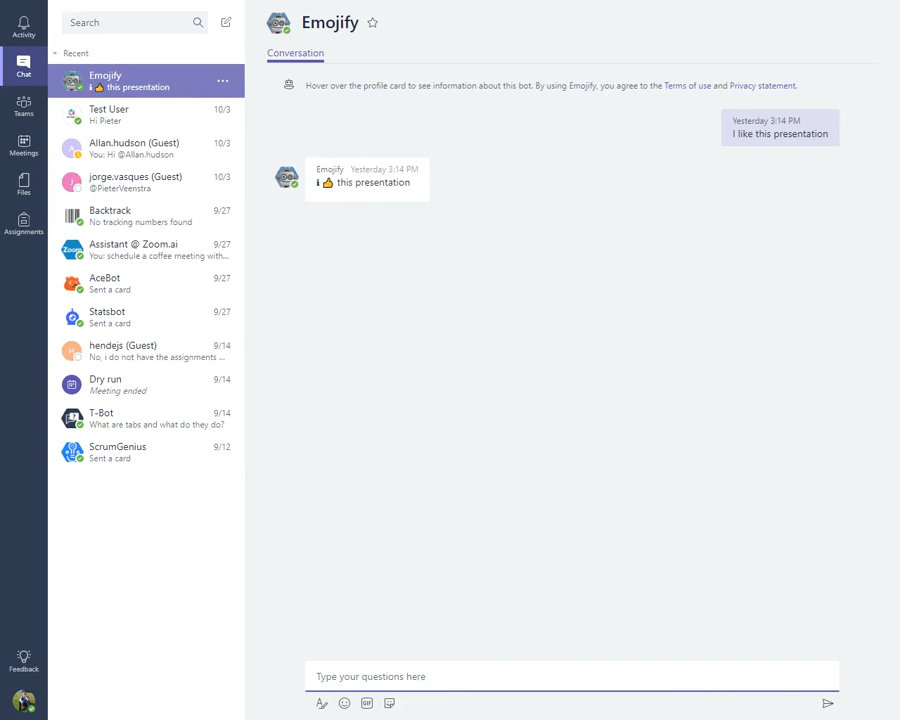 Activity
Chat
Teams
Meetings
Files
Assignments
Feedback
Search
Recent
Emojify
ℹ 👍 this presentation
Test User 10/3
Hi Pieter
Allan.hudson (Guest) 10/3
You: Hi @Allan.hudson
jorge.vasques (Guest) 10/3
@PieterVeenstra
Backtrack 9/27
No tracking numbers found
Assistant @ Zoom.ai 9/27
You: schedule a coffee meeting with...
AceBot 9/27
Sent a card
Statsbot 9/27
Sent a card
hendejs (Guest) 9/14
No, i do not have the assignments ...
Dry run 9/14
Meeting ended
T-Bot 9/14
What are tabs and what do they do?
ScrumGenius 9/12
Sent a card
Emojify
Conversation
Hover over the profile card to see information about this bot. By using Emojify, you agree to the Terms of use and Privacy statement.
Yesterday 3:14 PM
I like this presentation
Emojify Yesterday 3:14 PM
ℹ 👍 this presentation
Type your questions here
GIF